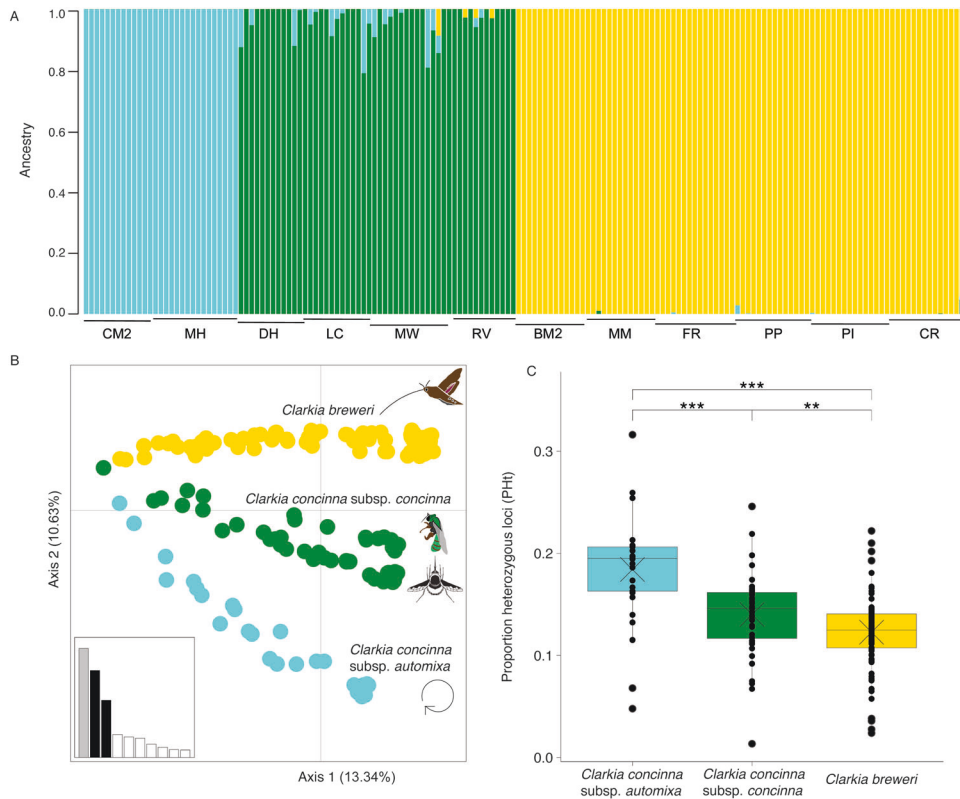 A
1.0
0.8
0.6
0.4
0.2
0.0
Ancestry
CM2 MH DH LC MW RV BM2 MM FR PP PI CR
B
Clarkia breweri
Clarkia concinna subsp. concinna
Clarkia concinna
subsp. automixa
Axis 2 (10.63%)
Axis 1 (13.34%)
C
***
*** **
0.3
0.2
0.1
0.0
Proportion heterozygous loci (PHt)
Clarkia concinna
subsp. automixa
Clarkia concinna
subsp. concinna
Clarkia breweri